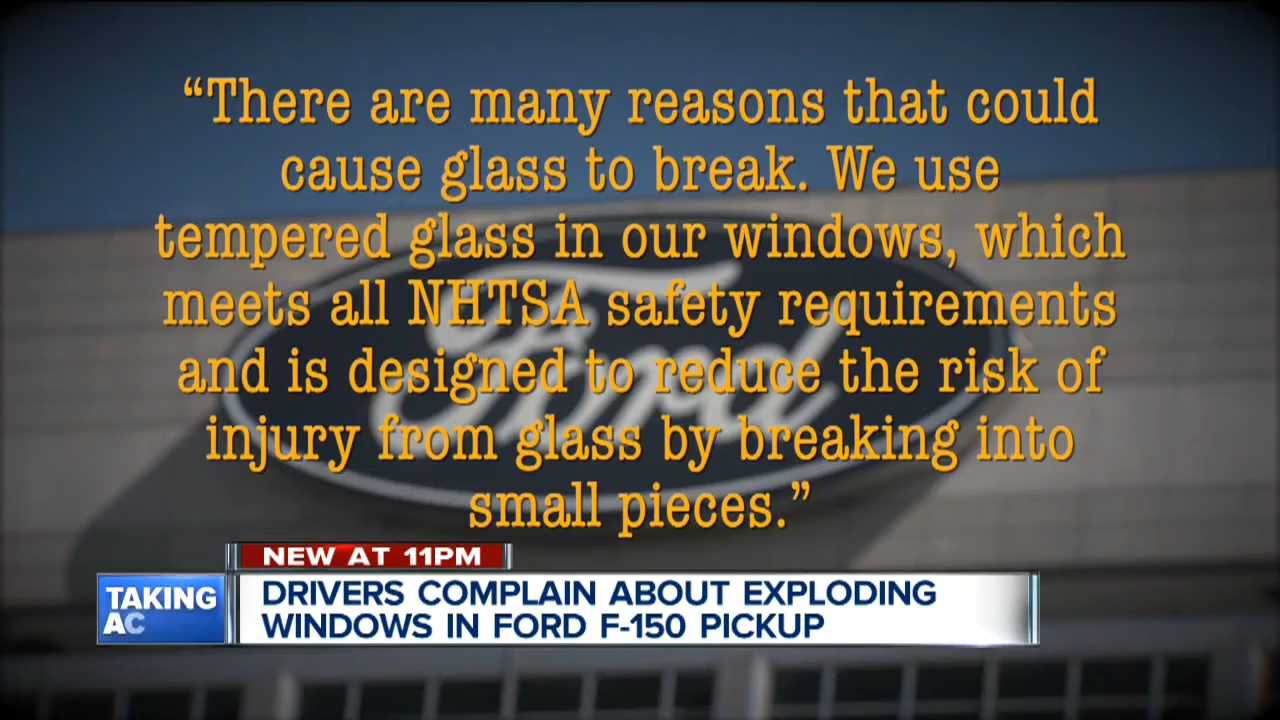 “There are many reasons that could
cause glass to break. We use
tempered glass in our windows, which
meets all NHTSA safety requirements
and is designed to reduce the risk of
injury from glass by breaking into
small pieces.”
Ford
NEW AT 11PM
TAKING
AC
DRIVERS COMPLAIN ABOUT EXPLODING
WINDOWS IN FORD F-150 PICKUP